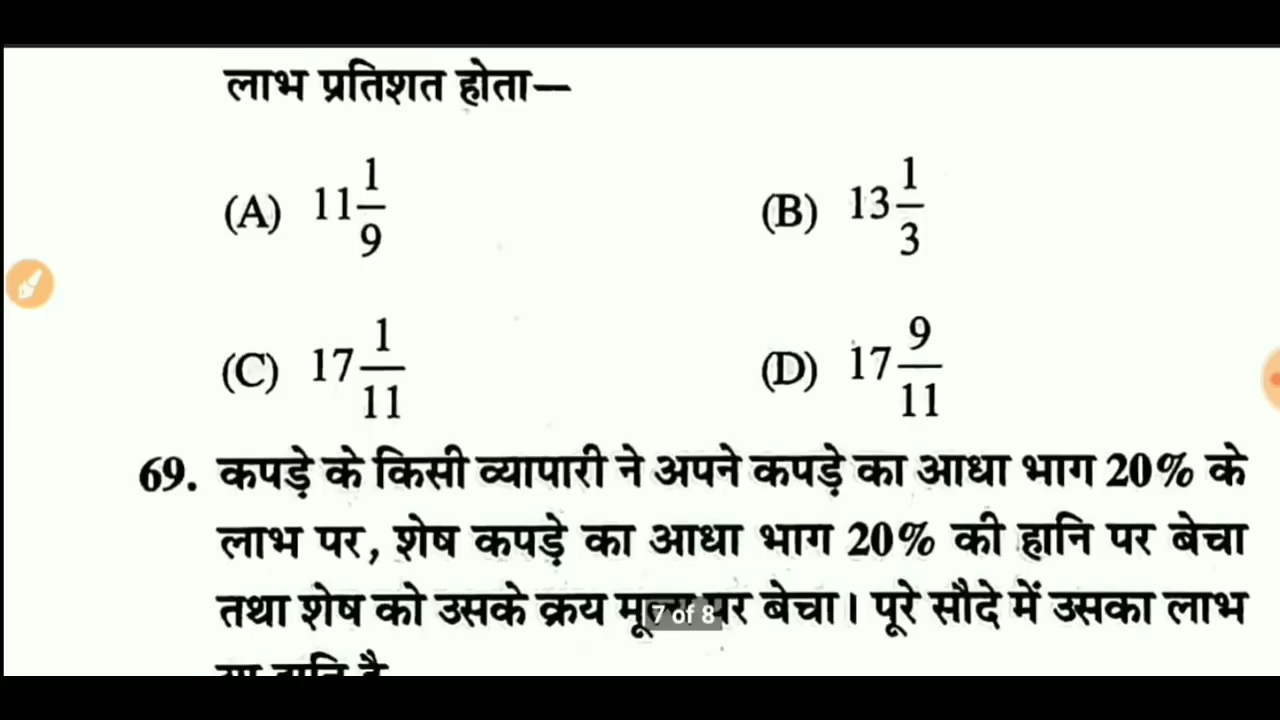 लाभ प्रतिशत होता—
(A) 11 1/9 (B) 13 1/3
(C) 17 1/11 (D) 17 9/11
69. कपड़े के किसी व्यापारी ने अपने कपड़े का आधा भाग 20% के
लाभ पर, शेष कपड़े का आधा भाग 20% की हानि पर बेचा
तथा शेष को उसके क्रय पर बेचा। पूरे सौदे में उसका लाभ
7 of 8